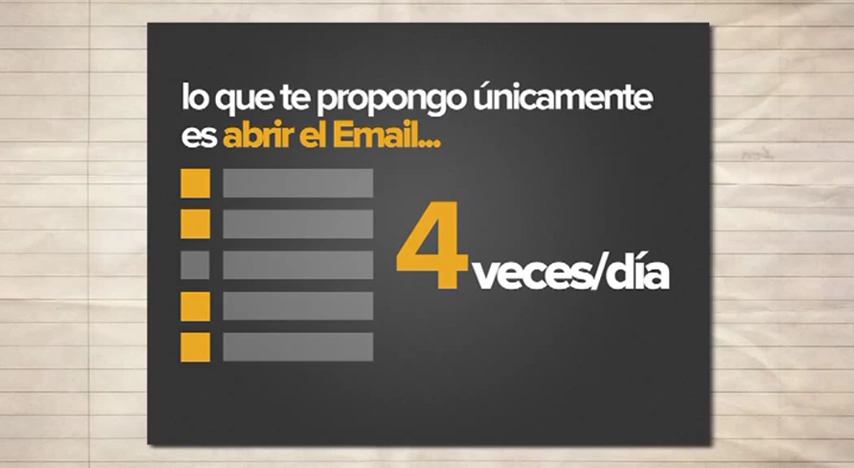 lo que te propongo únicamente
es abrir el Email...
4 veces/día